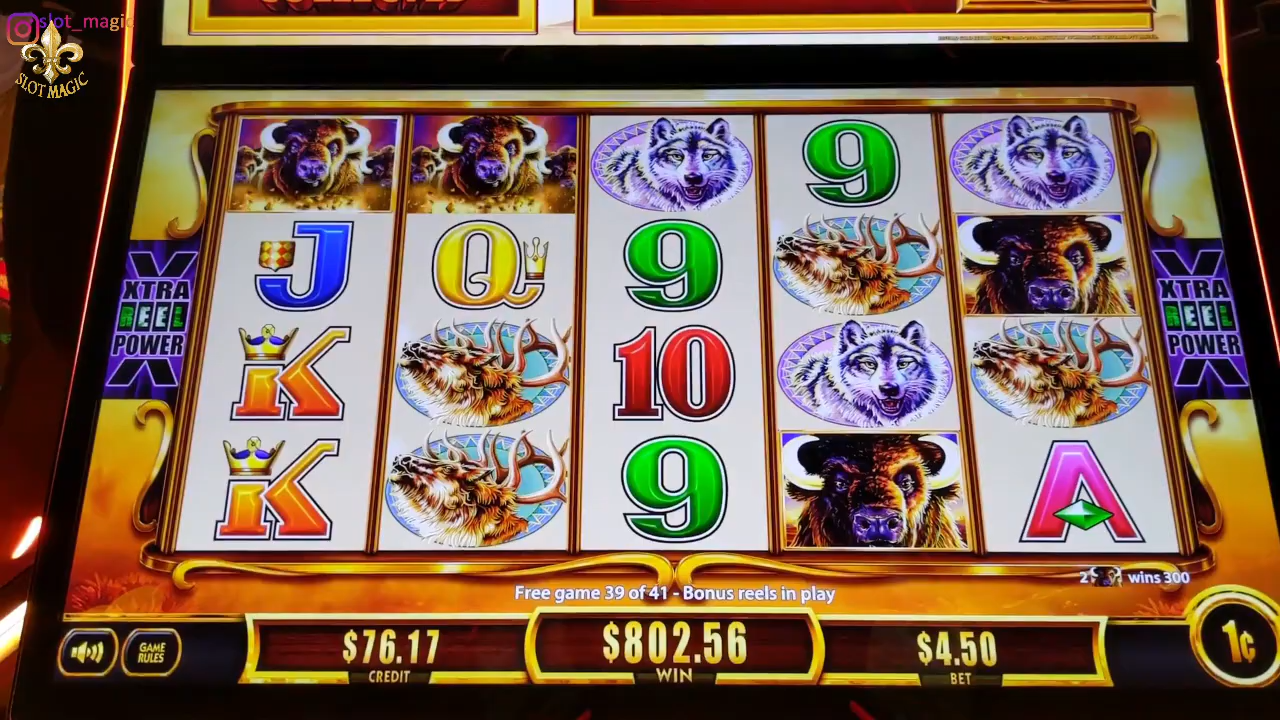 slot_magic
SLOT MAGIC
9
J
Q
9
K
10
K
9
A
XTRA
REEL
POWER
XTRA
REEL
POWER
2 wins 300
Free game 39 of 41 - Bonus reels in play
GAME
RULES
$76.17
CREDIT
$802.56
WIN
$4.50
BET
1¢